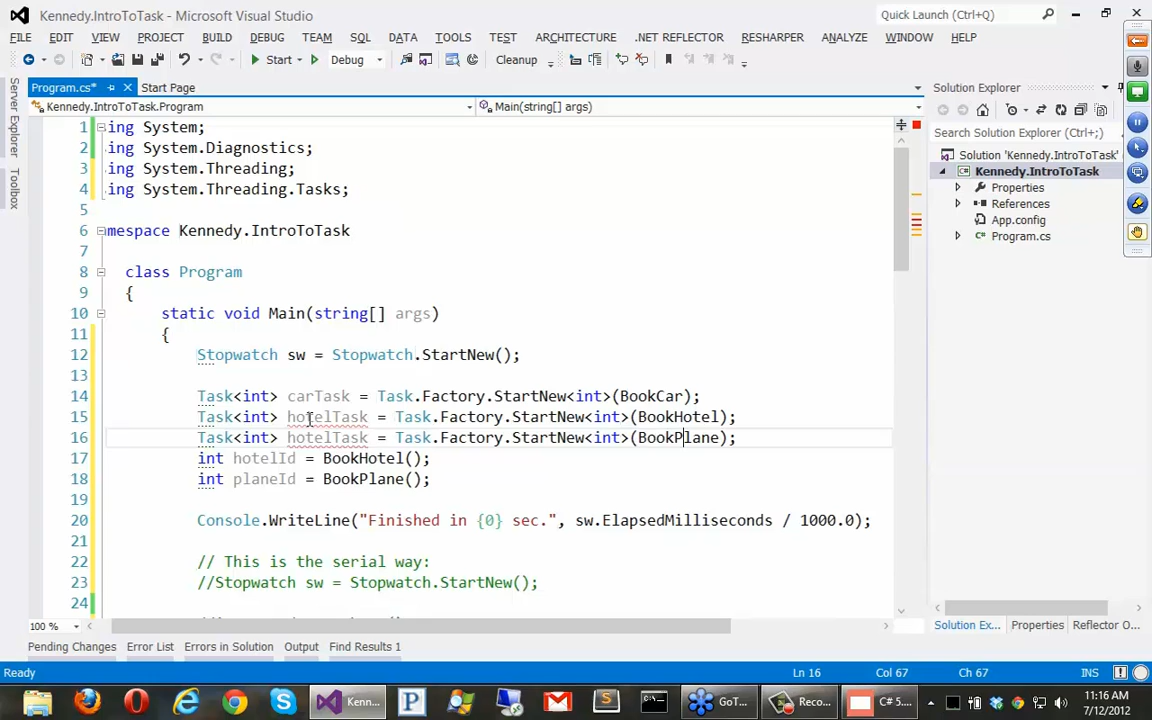 Kennedy.IntroToTask - Microsoft Visual Studio
Quick Launch (Ctrl+Q)
FILE EDIT VIEW PROJECT BUILD DEBUG TEAM SQL DATA TOOLS TEST ARCHITECTURE .NET REFLECTOR RESHARPER ANALYZE WINDOW HELP
Start Debug Cleanup
Server Explorer
Toolbox
Program.cs* Start Page
Kennedy.IntroToTask.Program Main(string[] args)
1 ing System;
2 ing System.Diagnostics;
3 ing System.Threading;
4 ing System.Threading.Tasks;
5
6 mespace Kennedy.IntroToTask
7
8 class Program
9 {
10 static void Main(string[] args)
11 {
12 Stopwatch sw = Stopwatch.StartNew();
13
14 Task<int> carTask = Task.Factory.StartNew<int>(BookCar);
15 Task<int> hotelTask = Task.Factory.StartNew<int>(BookHotel);
16 Task<int> hotelTask = Task.Factory.StartNew<int>(BookPlane);
17 int hotelId = BookHotel();
18 int planeId = BookPlane();
19
20 Console.WriteLine("Finished in {0} sec.", sw.ElapsedMilliseconds / 1000.0);
21
22 // This is the serial way:
23 //Stopwatch sw = Stopwatch.StartNew();
24
100 %
Solution Explorer
Search Solution Explorer (Ctrl+;)
Solution 'Kennedy.IntroToTask'
Kennedy.IntroToTask
Properties
References
App.config
Program.cs
Solution Ex... Properties Reflector O...
Pending Changes Error List Errors in Solution Output Find Results 1
Ready Ln 16 Col 67 Ch 67 INS
Kenn... GoT... Reco... C# 5....
11:16 AM
7/12/2012